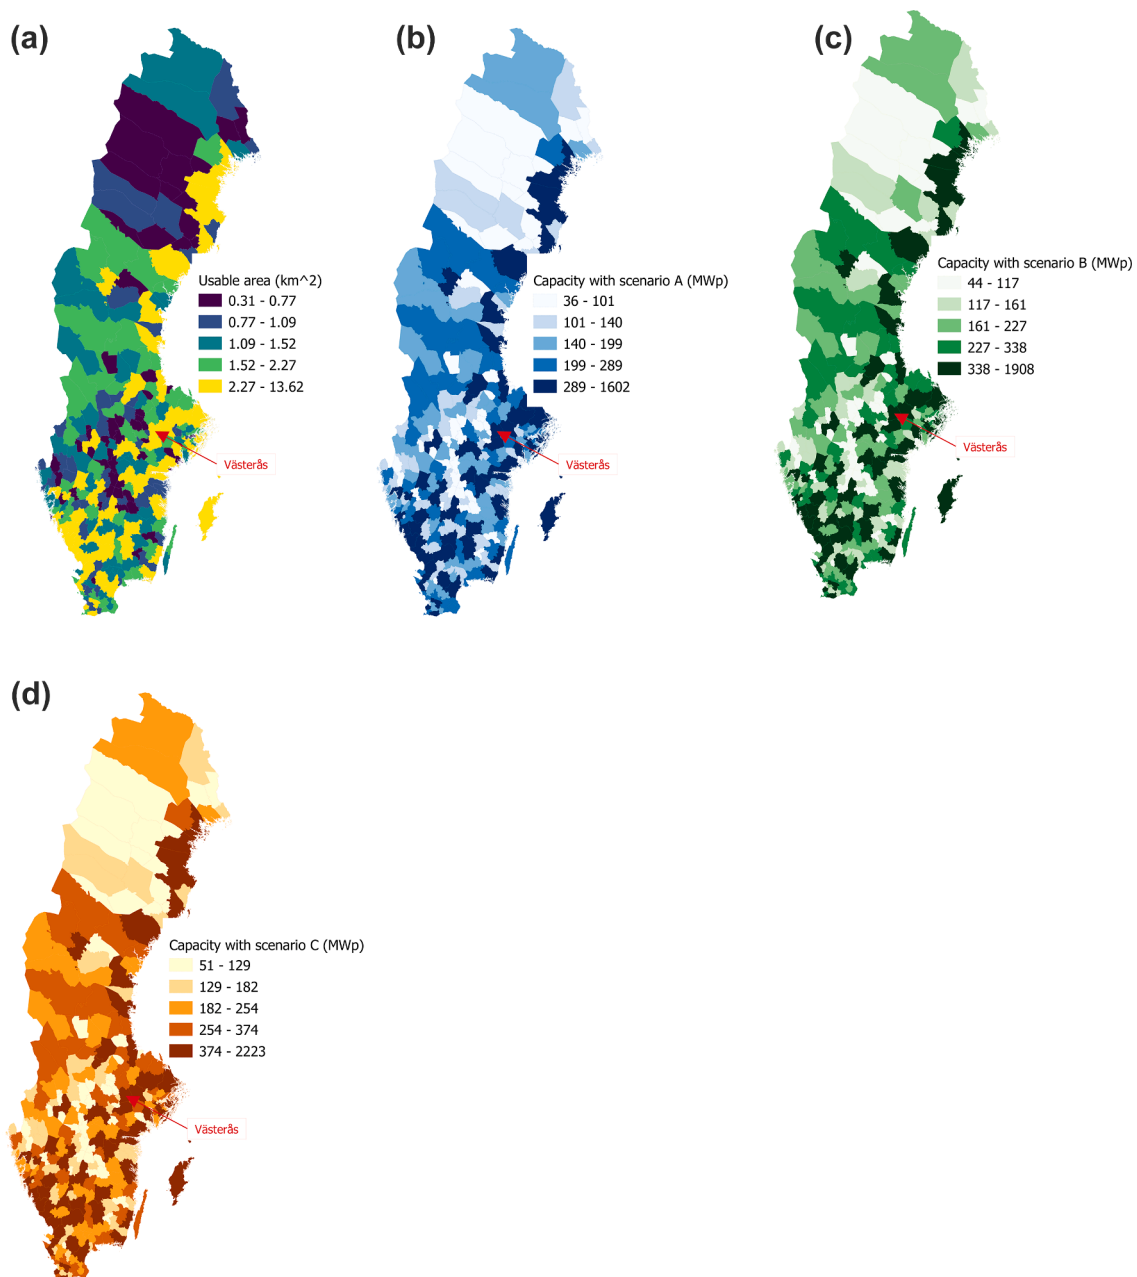 (a)
Usable area (km^2)
0.31 - 0.77
0.77 - 1.09
1.09 - 1.52
1.52 - 2.27
2.27 - 13.62
Västerås
(b)
Capacity with scenario A (MWp)
36 - 101
101 - 140
140 - 199
199 - 289
289 - 1602
Västerås
(c)
Capacity with scenario B (MWp)
44 - 117
117 - 161
161 - 227
227 - 338
338 - 1908
Västerås
(d)
Capacity with scenario C (MWp)
51 - 129
129 - 182
182 - 254
254 - 374
374 - 2223
Västerås